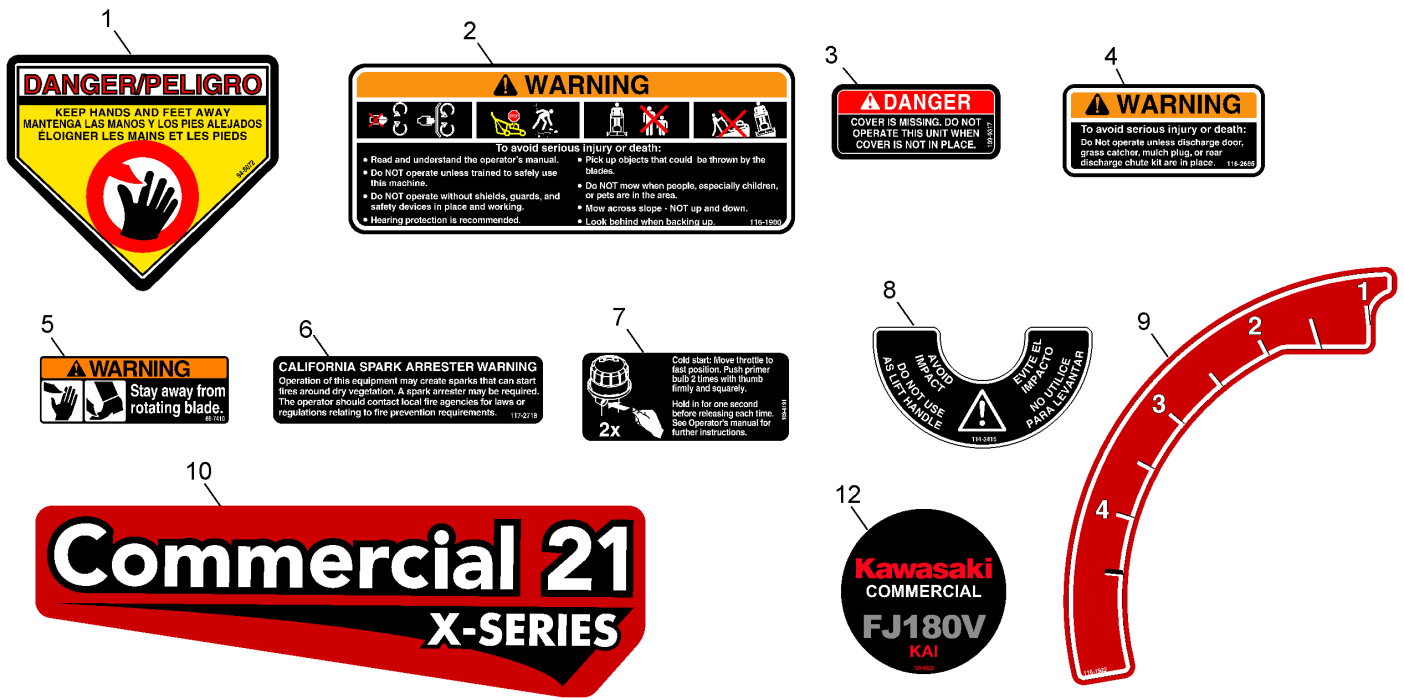 1
DANGER/PELIGRO
KEEP HANDS AND FEET AWAY
MANTENGA LAS MANOS Y LOS PIES ALEJADOS
ÉLOIGNER LES MAINS ET LES PIEDS
2
WARNING
To avoid serious injury or death:
• Read and understand the operator's manual.
• Do NOT operate unless trained to safely use
this machine.
• Do NOT operate without shields, guards, and
safety devices in place and working.
• Hearing protection is recommended.
• Pick up objects that could be thrown by the
blades.
• Do NOT mow when people, especially children,
or pets are in the area.
• Mow across slope - NOT up and down.
• Look behind when backing up.
116-1990
3
DANGER
COVER IS MISSING. DO NOT
OPERATE THIS UNIT WHEN
COVER IS NOT IN PLACE.
4
WARNING
To avoid serious injury or death:
Do Not operate unless discharge door,
grass catcher, mulch plug, or rear
discharge chute kit are in place.
116-2685
5
WARNING
Stay away from
rotating blade.
66-7410
6
CALIFORNIA SPARK ARRESTER WARNING
Operation of this equipment may create sparks that can start
fires around dry vegetation. A spark arrester may be required.
The operator should contact local fire agencies for laws or
regulations relating to fire prevention requirements.
117-2718
7
2x
Cold start: Move throttle to
fast position. Push primer
bulb 2 times with thumb
firmly and squarely.
Hold in for one second
before releasing each time.
See Operator's manual for
further instructions.
8
AVOID
IMPACT
DO NOT USE
AS LIFT HANDLE
EVITE EL
IMPACTO
NO UTILICE
PARA LEVANTAR
114-3415
9
1
2
3
4
10
Commercial 21
X-SERIES
12
Kawasaki
COMMERCIAL
FJ180V
KAI